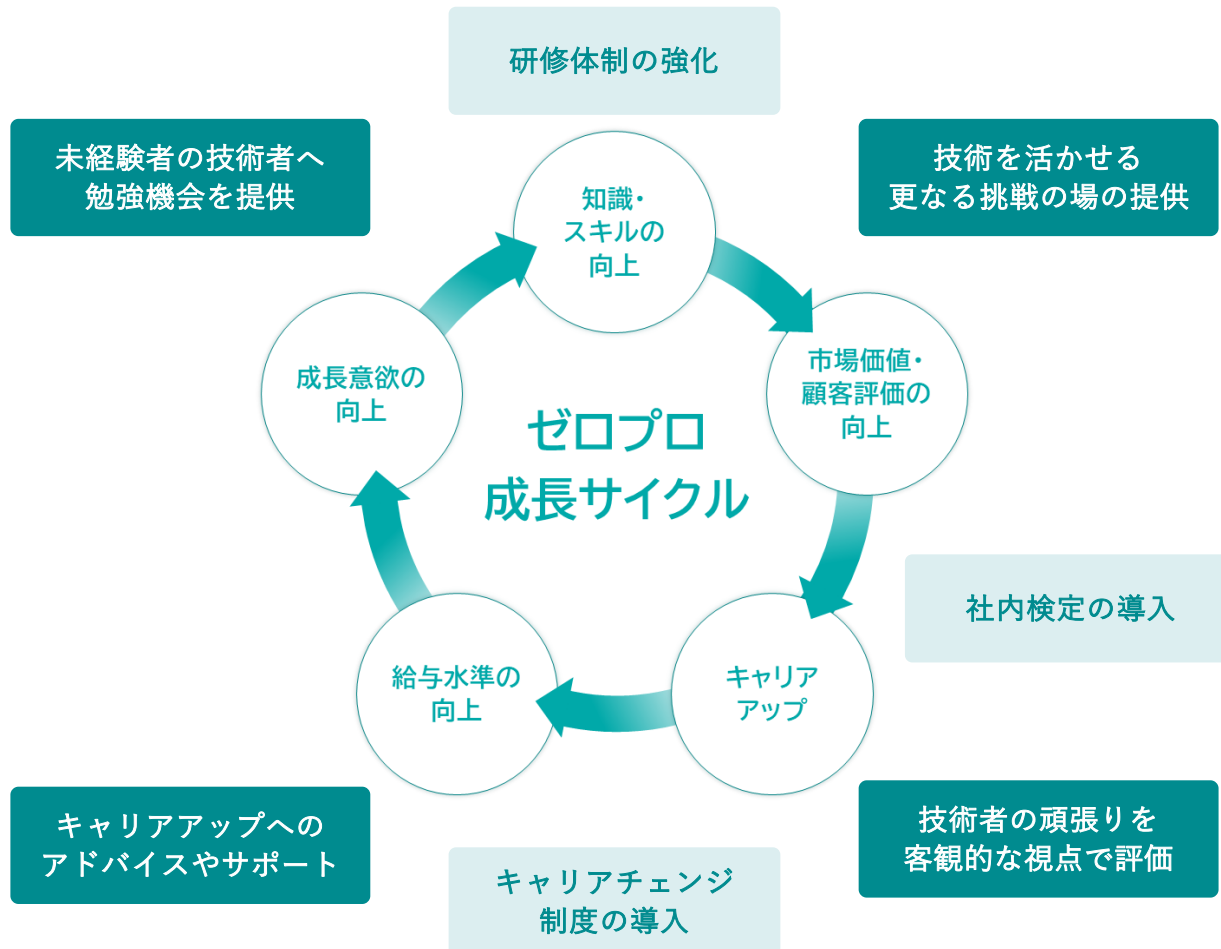 研修体制の強化
未経験者の技術者へ
勉強機会を提供
技術を活かせる
更なる挑戦の場の提供
知識・
スキルの
向上
市場価値・
顧客評価の
向上
成長意欲の
向上
ゼロプロ
成長サイクル
社内検定の導入
給与水準の
向上
キャリア
アップ
キャリアアップへの
アドバイスやサポート
技術者の頑張りを
客観的な視点で評価
キャリアチェンジ
制度の導入